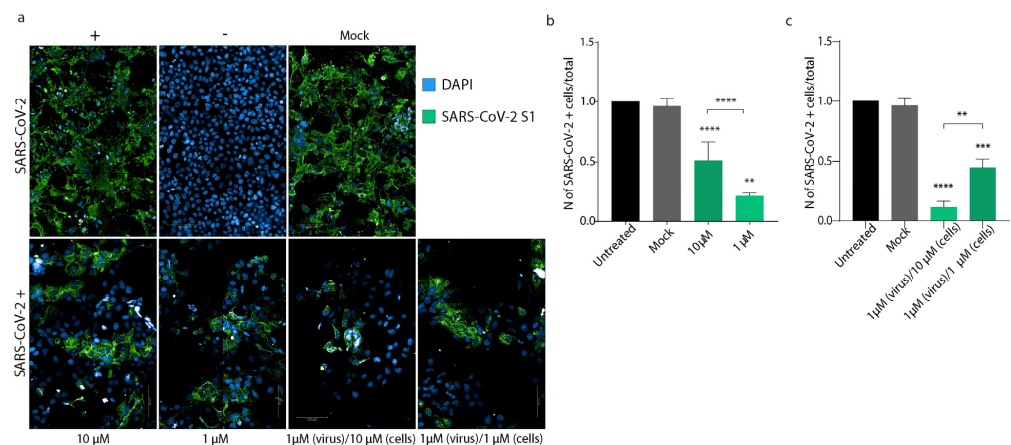 a
+
-
Mock
SARS-CoV-2
DAPI
SARS-CoV-2 S1
SARS-CoV-2 +
10 µM
1 µM
1µM (virus)/10 µM (cells)
1µM (virus)/1 µM (cells)
b
N of SARS-CoV-2 + cells/total
1.5
1.0
0.5
0.0
****
****
**
Untreated
Mock
10µM
1 µM
c
N of SARS-CoV-2 + cells/total
1.5
1.0
0.5
0.0
**
***
****
Untreated
Mock
1µM (virus)/10 µM (cells)
1µM (virus)/1 µM (cells)